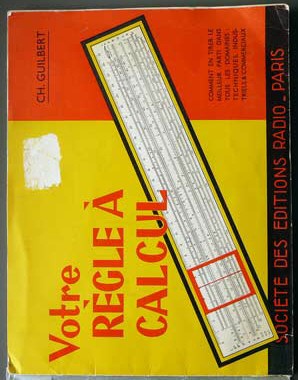 CH. GUILBERT
Votre
RÈGLE À
CALCUL
COMMENT EN TIRER LE
MEILLEUR PARTI DANS
TOUS LES DOMAINES :
TECHNIQUES, INDUS-
TRIELS & COMMERCIAUX
SOCIÉTÉ DES EDITIONS RADIO - PARIS